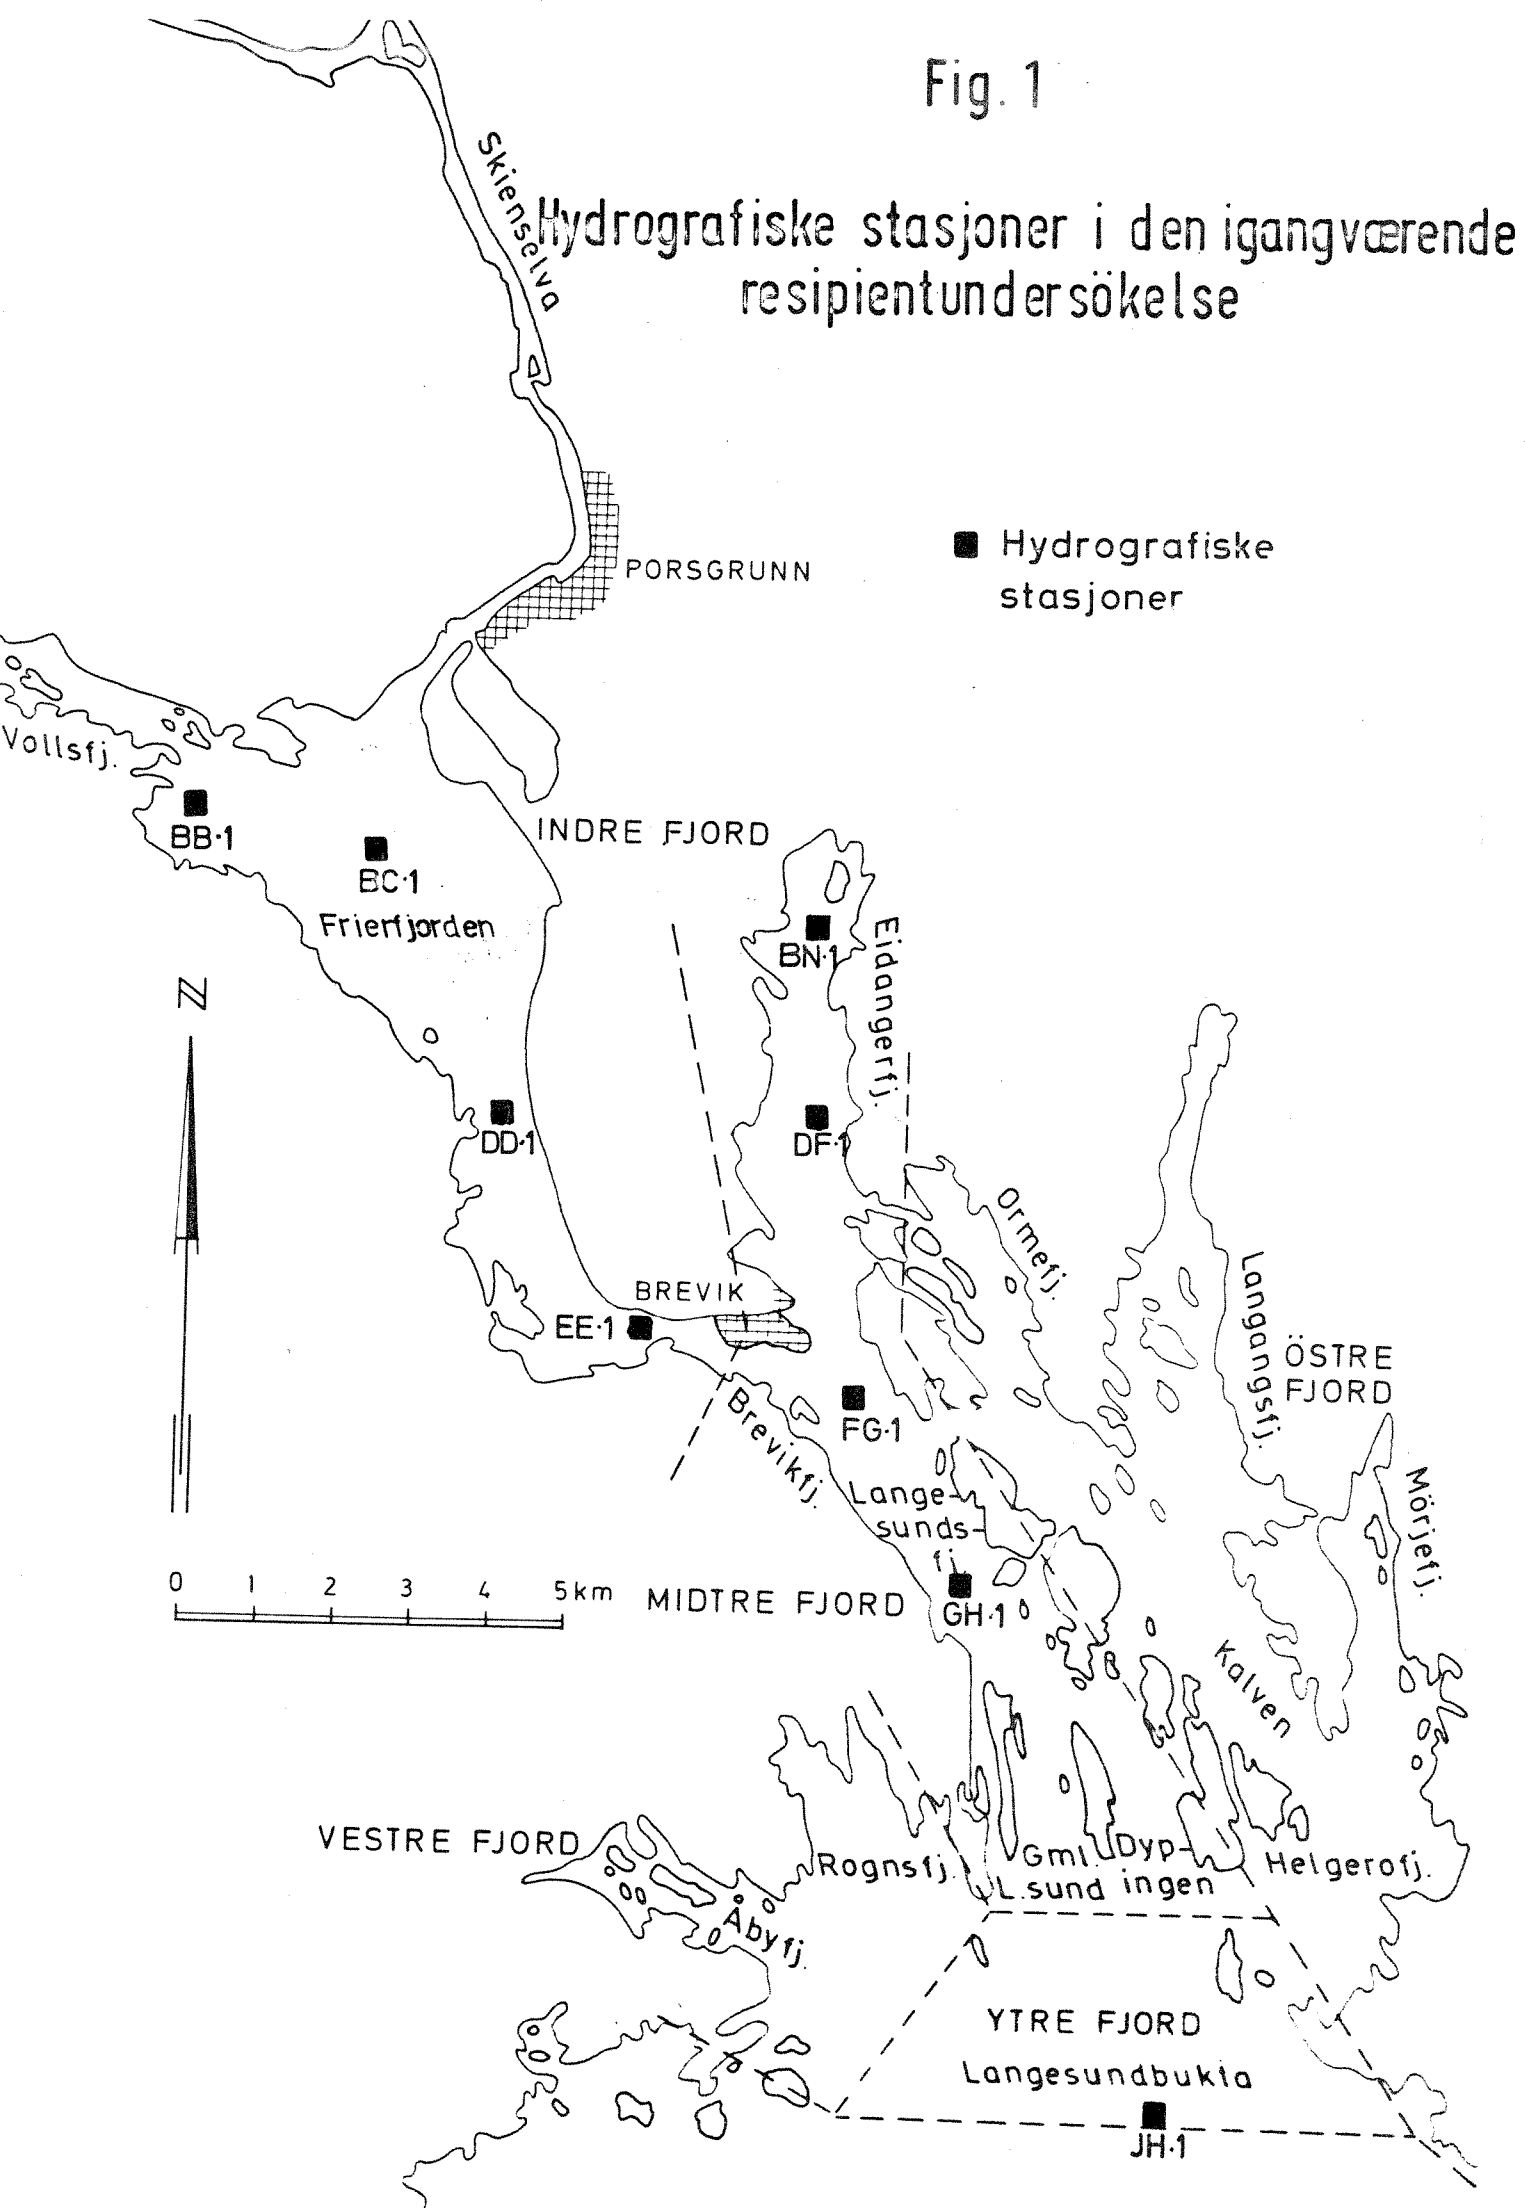 Fig. 1
Skienselva
Hydrografiske stasjoner i den igangværende
resipientundersökelse
PORSGRUNN
Hydrografiske
stasjoner
Vollsfj.
BB·1
BC·1
INDRE FJORD
Frierfjorden
BN·1
Eidangerfj.
N
DD·1
DF·1
Ormefj.
Langangsfj.
BREVIK
EE·1
ÖSTRE
FJORD
Brevikfj.
FG·1
Mörjefj.
Lange-
sunds-
fj.
0 1 2 3 4 5km
MIDTRE FJORD
GH·1
Kalven
VESTRE FJORD
Rognsfj.
Gml.
L.sund
Dyp-
ingen
Helgerofj.
Åbyfj.
YTRE FJORD
Langesundbukta
JH·1